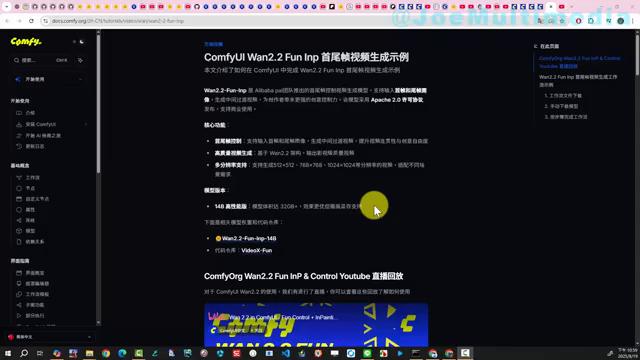 docs.comfy.org/zh-CN/tutorials/video/wan/wan2-2-fun-inp
@JoeMultimedia
Comfy.
搜索...
Ctrl K
开始使用
开始使用
介绍
安装 ComfyUI
更新日志
基础概念
工作流
节点
自定义节点
属性
连线
模型
依赖关系
界面指南
界面概览
工作流模板
简体中文
ComfyUI Wan2.2 Fun Inp 首尾帧视频生成示例
本文介绍了如何在 ComfyUI 中完成 Wan2.2 Fun Inp 首尾帧视频生成示例
Wan2.2-Fun-Inp 是 Alibaba pai团队推出的首尾帧控制视频生成模型。支持输入首帧和尾帧图
像，生成中间过渡视频，为创作者带来更强的创意控制力。该模型采用 Apache 2.0 许可协议
发布，支持商业使用。
核心功能：
首尾帧控制：支持输入首帧和尾帧图像，生成中间过渡视频，提升视频连贯性与创意自由度
高质量视频生成：基于 Wan2.2 架构，输出影视级质量视频
多分辨率支持：支持生成512×512、768×768、1024×1024等分辨率的视频，适配不同场
景需求
模型版本：
14B 高性能版：模型体积达 32GB+，效果更优但需高显存支持
下面是相关模型权重和代码仓库：
Wan2.2-Fun-Inp-14B
代码仓库：VideoX-Fun
ComfyOrg Wan2.2 Fun InP & Control Youtube 直播回放
对于 ComfyUI Wan2.2 的使用，我们有进行了直播，你可以查看这些回放了解如何使用
Wan 2.2 in ComfyUI: Fun Control + InPainti...
WAN 2.2 FUN
在此页面
ComfyOrg Wan2.2 Fun InP & Control
Youtube 直播回放
Wan2.2 Fun Inp 首尾帧视频生成工作
流示例
1. 工作流文件下载
2. 手动下载模型
3. 按步骤完成工作流
下午 10:59
2025/8/19